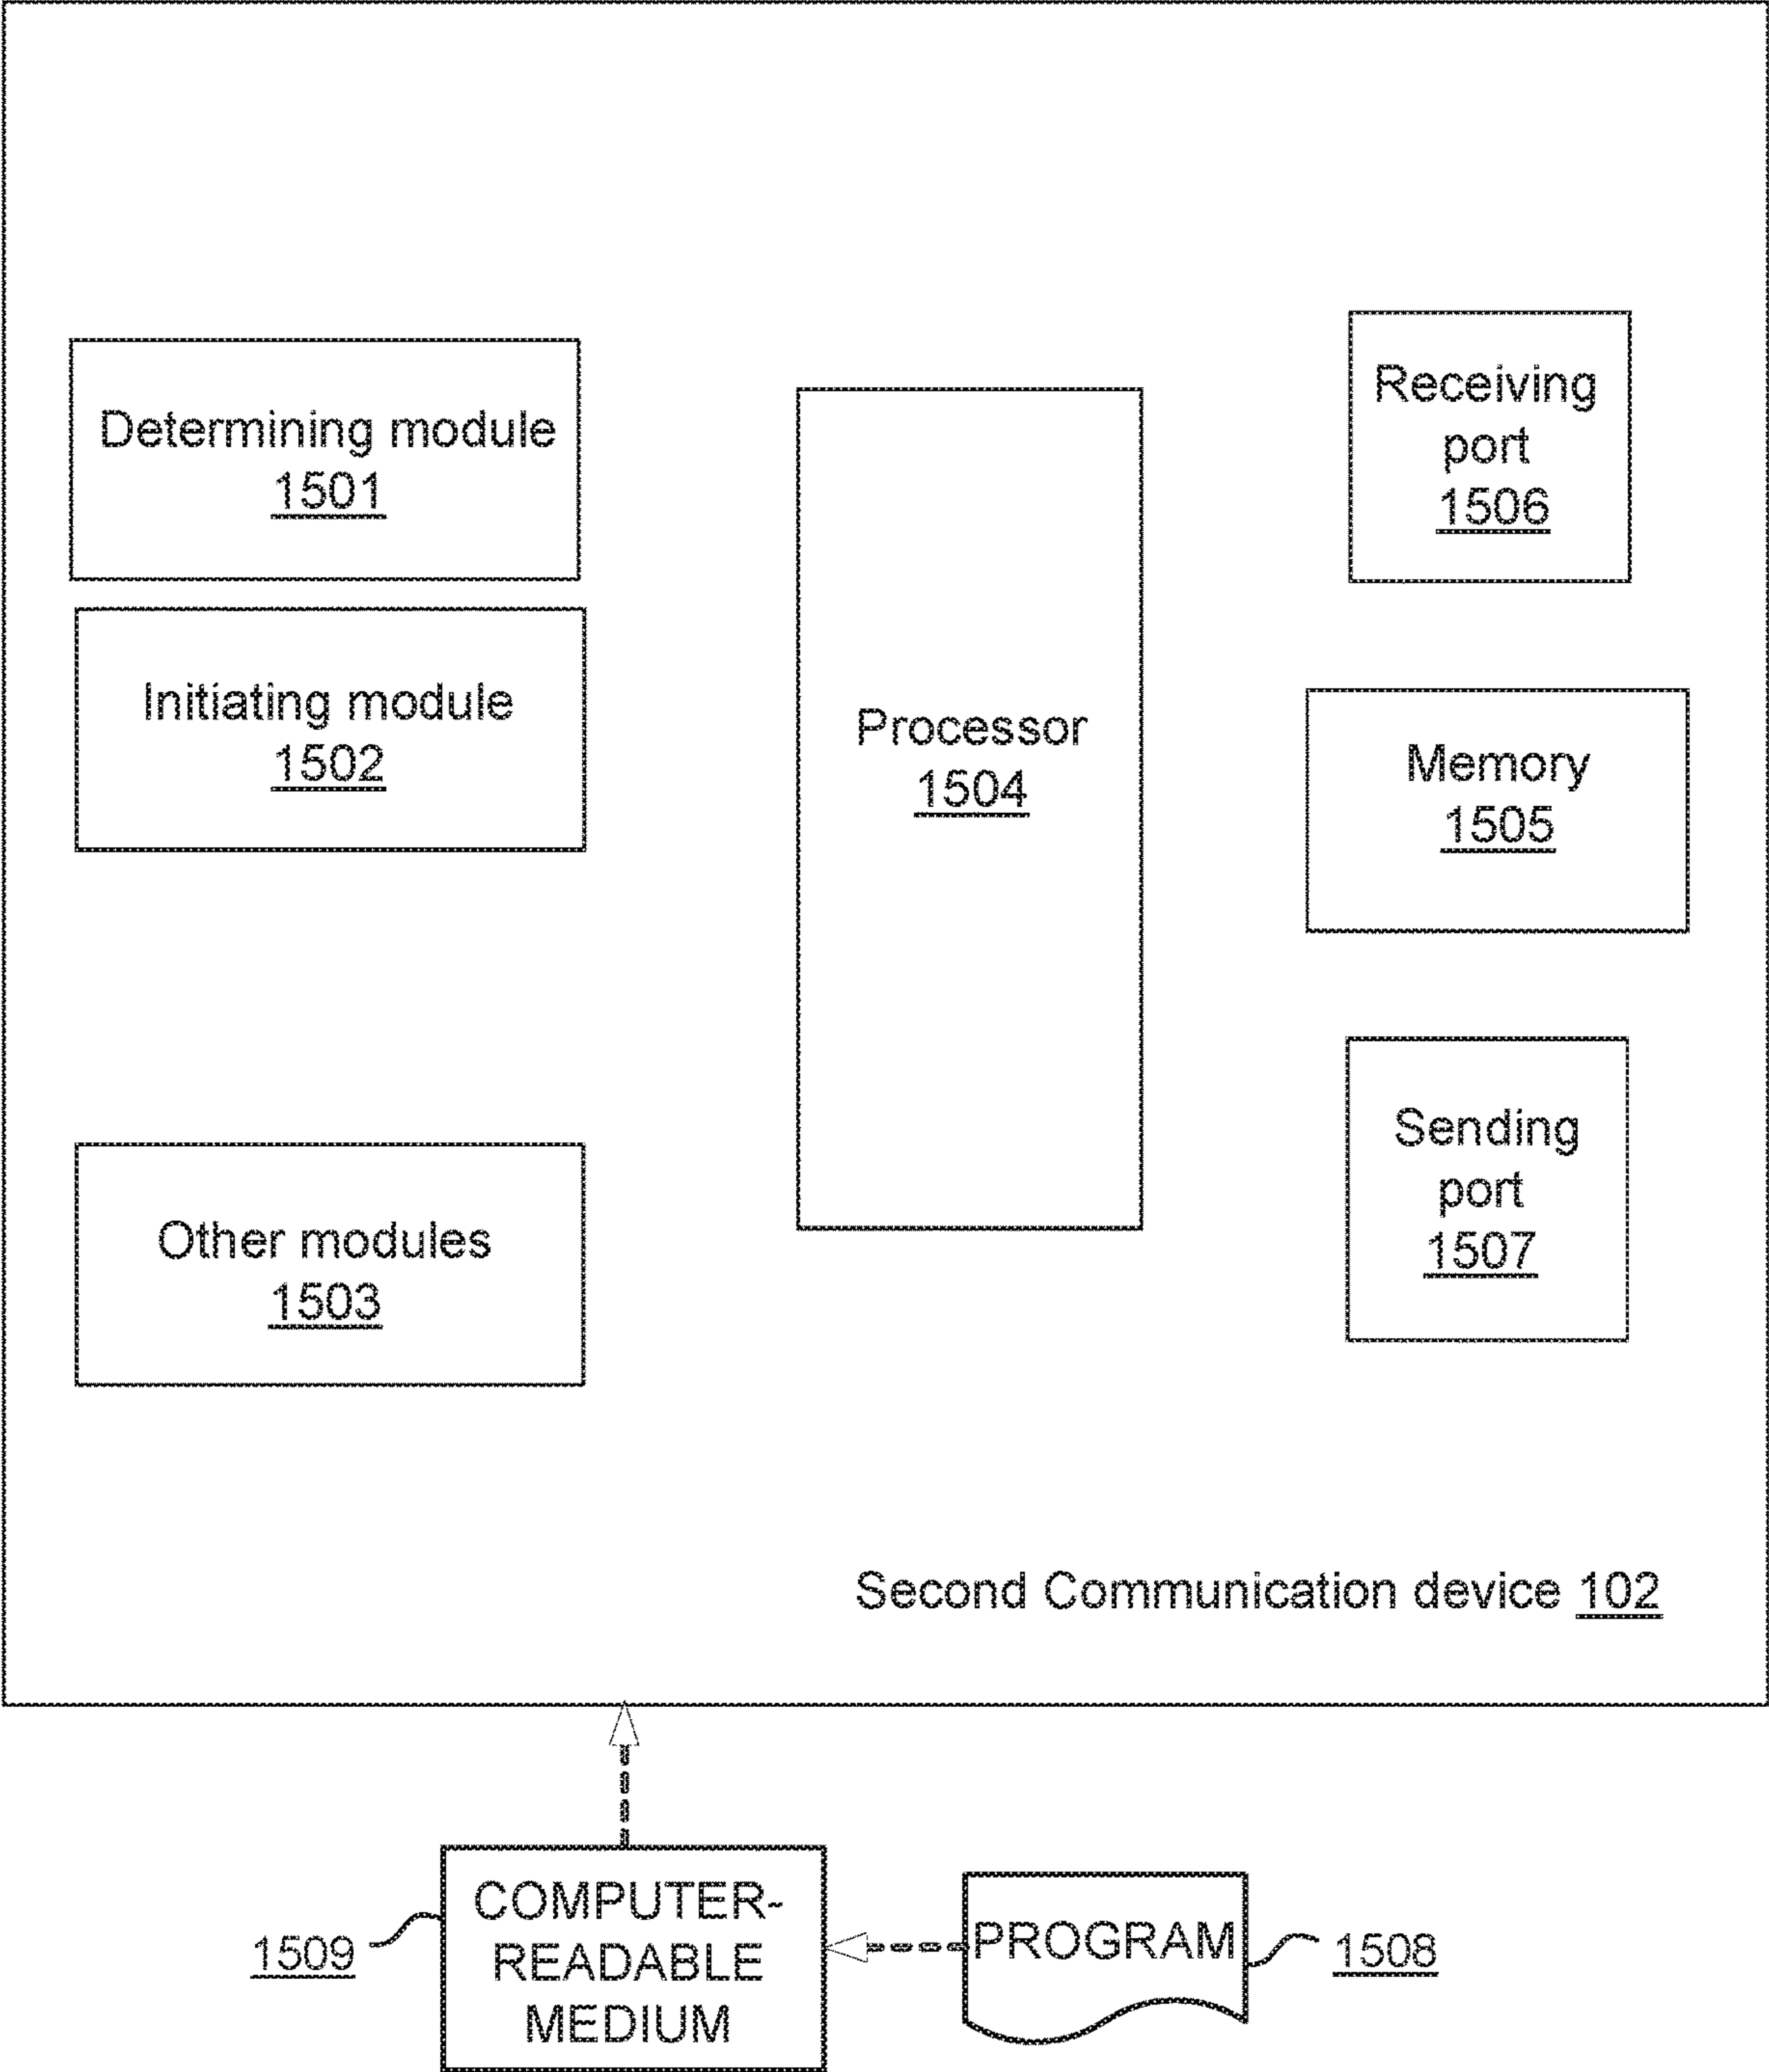 Determining module
1501
Initiating module
1502
Other modules
1503
Processor
1504
Receiving
port
1506
Memory
1505
Sending
port
1507
Second Communication device 102
1509
COMPUTER-
READABLE
MEDIUM
PROGRAM
1508